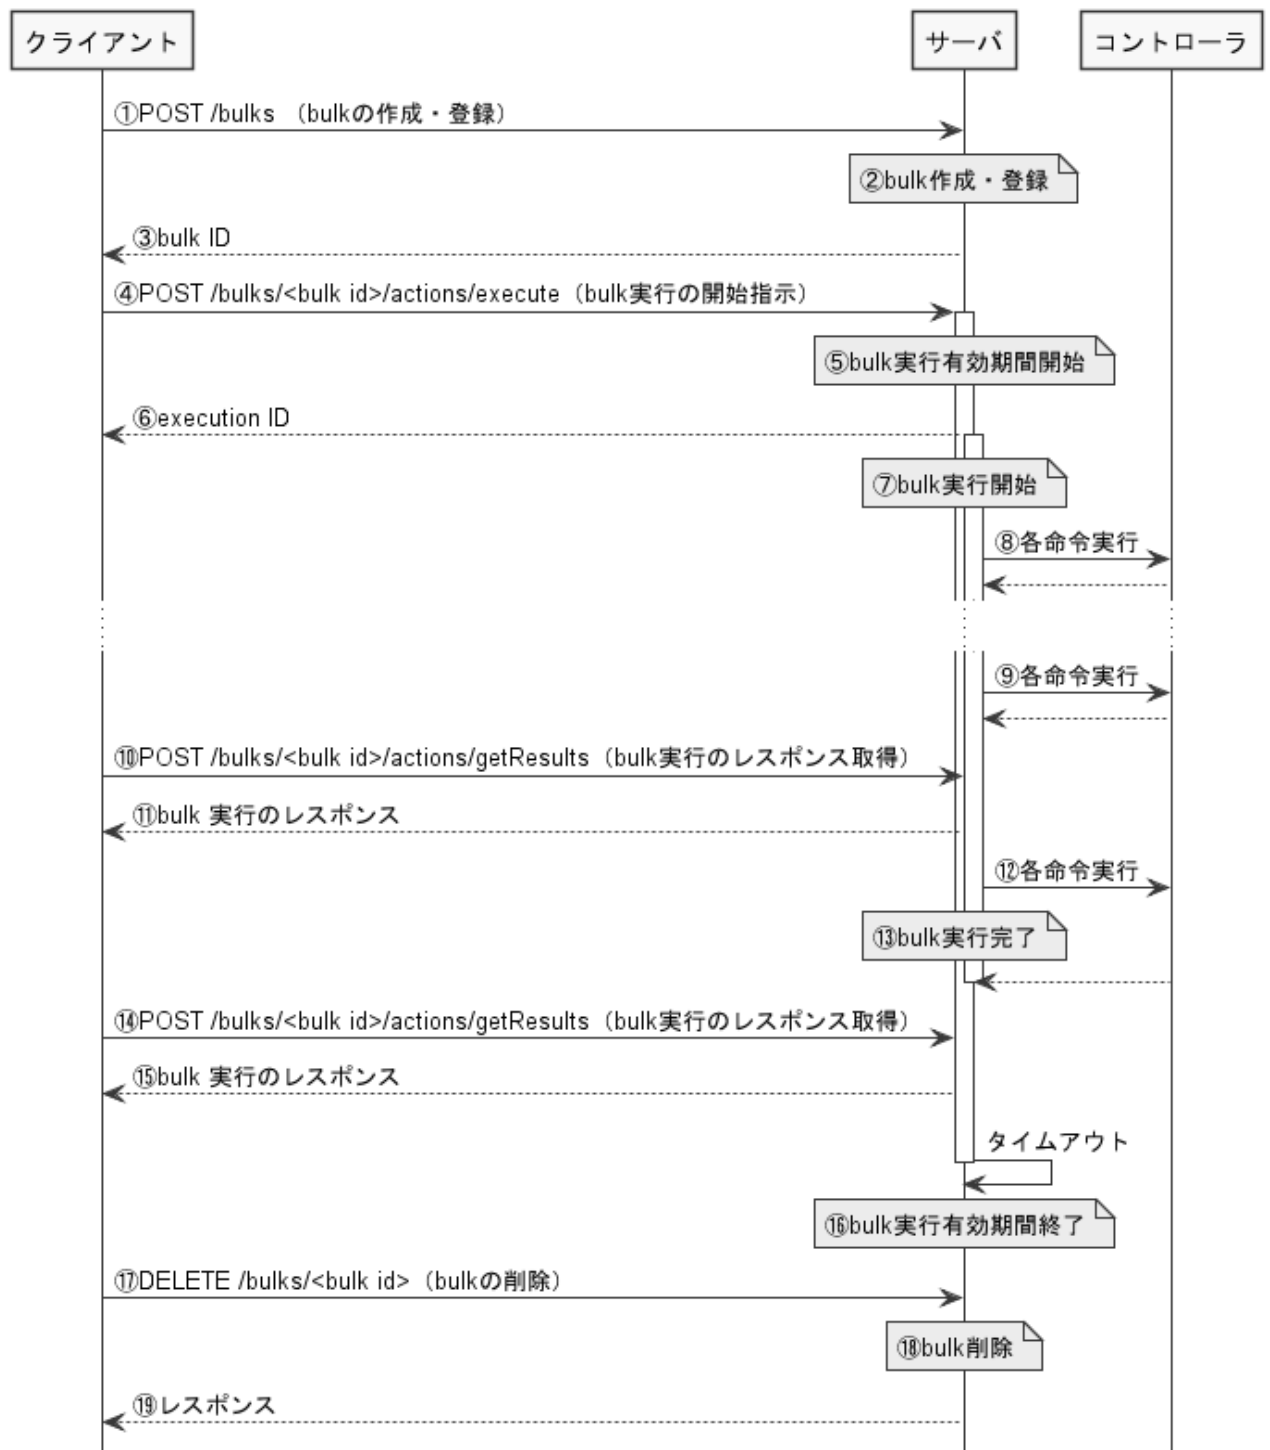 クライアント
サーバ
コントローラ
①POST /bulks （bulkの作成・登録）
②bulk作成・登録
③bulk ID
④POST /bulks/<bulk id>/actions/execute（bulk実行の開始指示）
⑤bulk実行有効期間開始
⑥execution ID
⑦bulk実行開始
⑧各命令実行
⑨各命令実行
⑩POST /bulks/<bulk id>/actions/getResults（bulk実行のレスポンス取得）
⑪bulk 実行のレスポンス
⑫各命令実行
⑬bulk実行完了
⑭POST /bulks/<bulk id>/actions/getResults（bulk実行のレスポンス取得）
⑮bulk 実行のレスポンス
タイムアウト
⑯bulk実行有効期間終了
⑰DELETE /bulks/<bulk id>（bulkの削除）
⑱bulk削除
⑲レスポンス